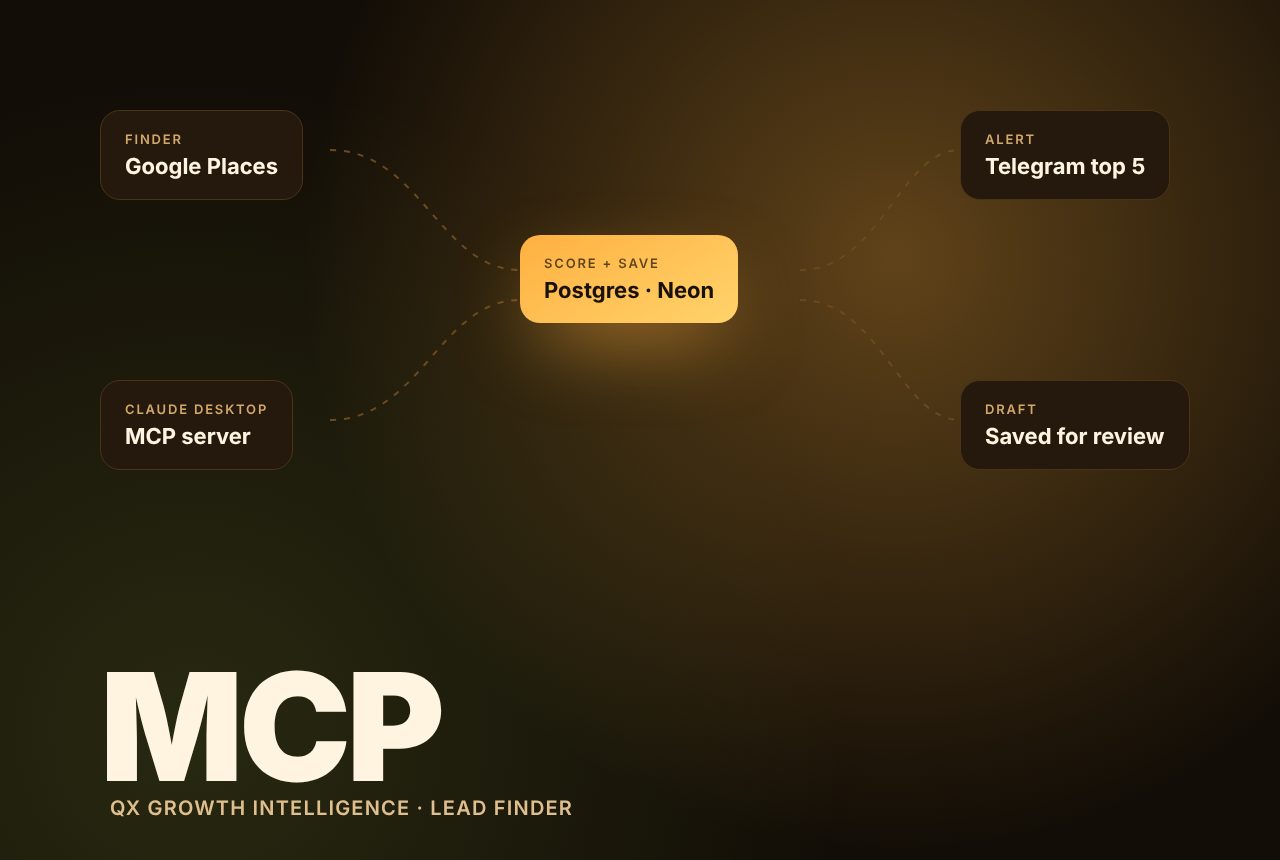 FINDER
Google Places
ALERT
Telegram top 5
SCORE + SAVE
Postgres · Neon
CLAUDE DESKTOP
MCP server
DRAFT
Saved for review
MCP
QX GROWTH INTELLIGENCE · LEAD FINDER